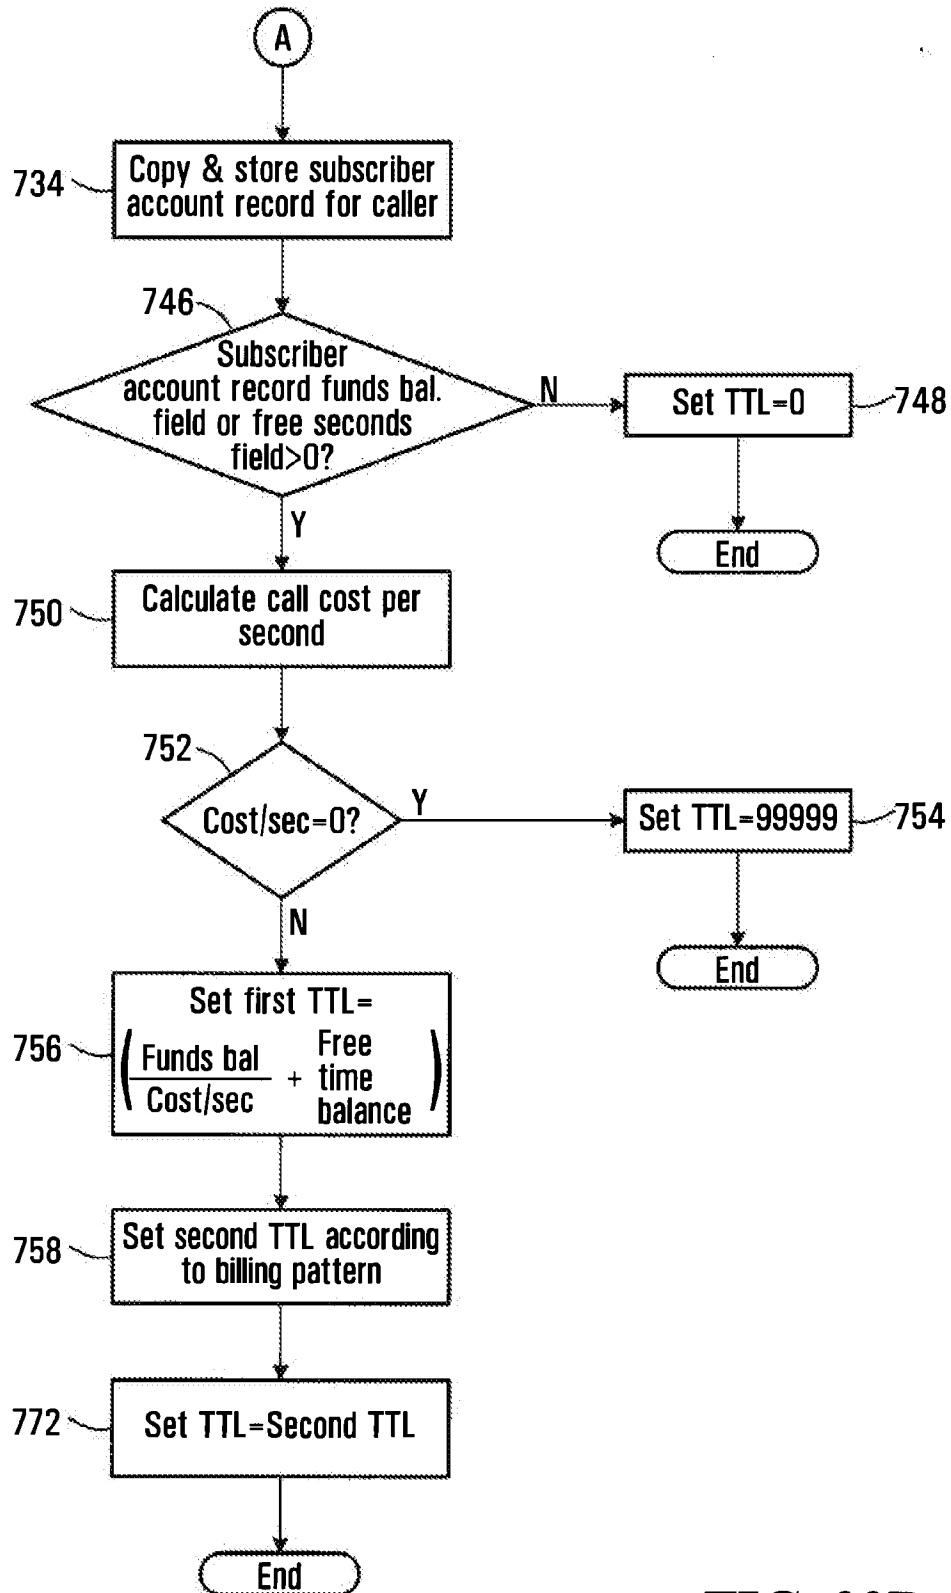 A
734
Copy & store subscriber
account record for caller
746
Subscriber
account record funds bal.
field or free seconds
field>0?
N
Set TTL=0
748
Y
End
750
Calculate call cost per
second
752
Cost/sec=0?
Y
Set TTL=99999
754
N
End
756
Set first TTL=
( Funds bal
Cost/sec
+
Free
time
balance )
758
Set second TTL according
to billing pattern
772
Set TTL=Second TTL
End